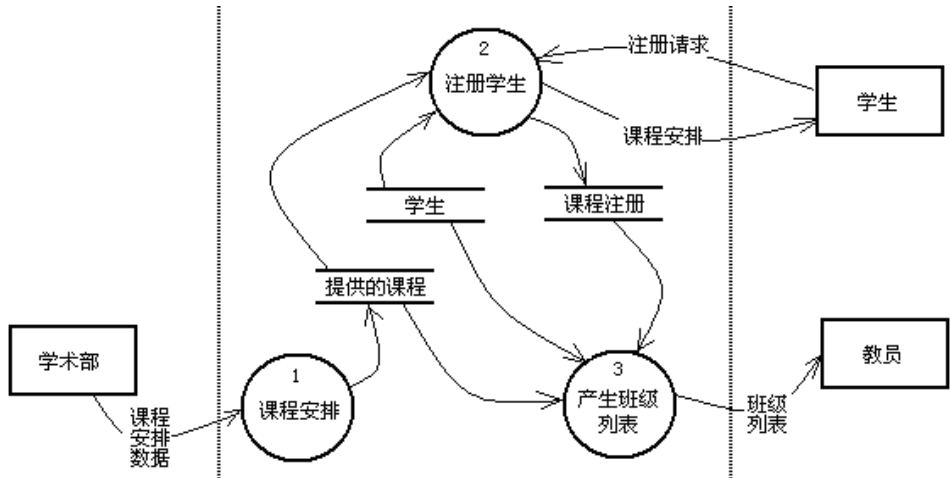 2
注册学生
注册请求
学生
课程安排
学生
课程注册
提供的课程
学术部
课程
安排
数据
1
课程安排
3
产生班级
列表
班级
列表
教员